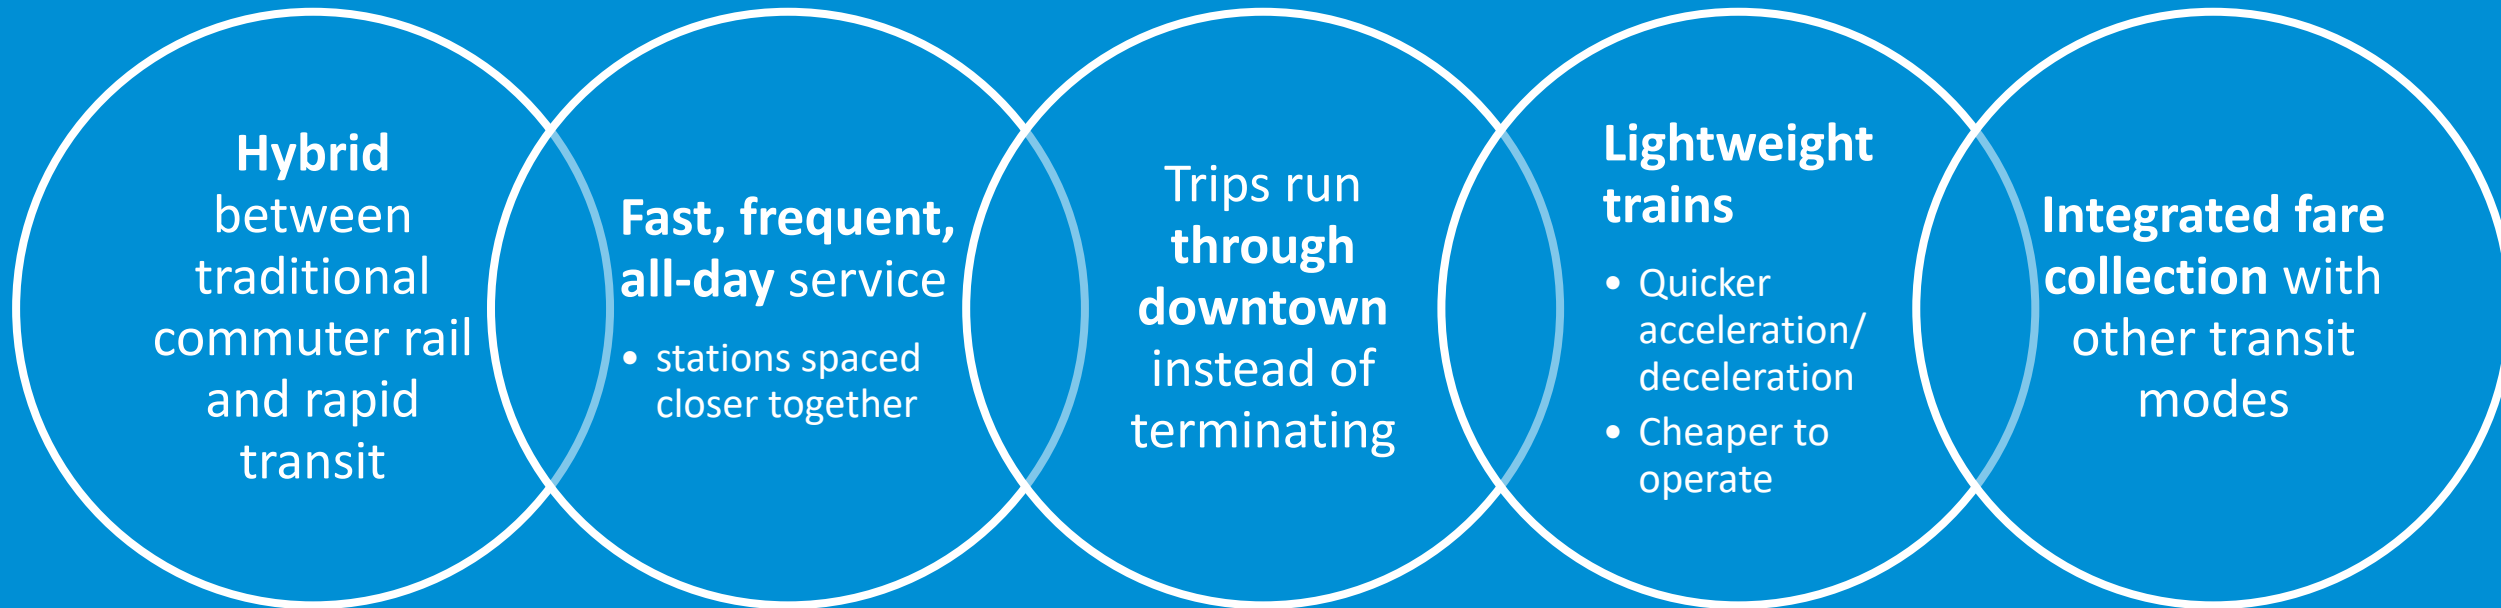 Hybrid
between
traditional
commuter rail
and rapid
transit
Fast, frequent,
all-day service
• stations spaced
closer together
Trips run
through
downtown
instead of
terminating
Lightweight
trains
• Quicker
acceleration/
deceleration
• Cheaper to
operate
Integrated fare
collection with
other transit
modes